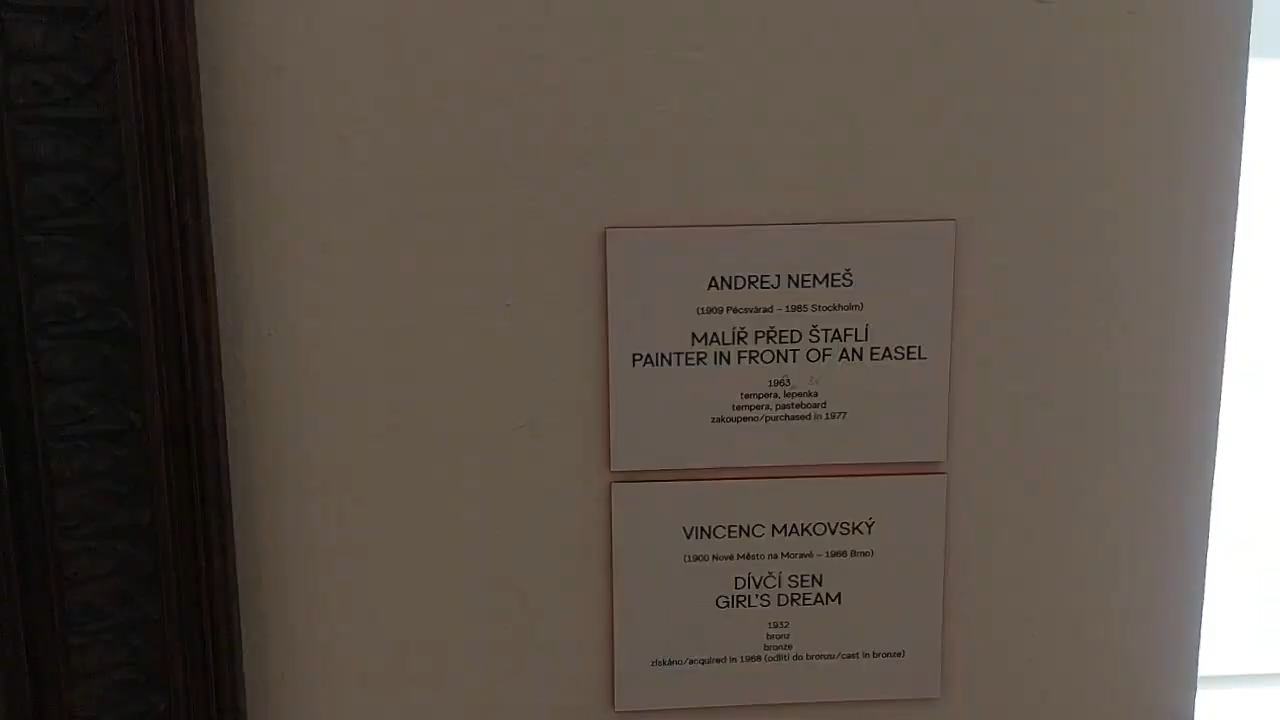 ANDREJ NEMEŠ
(1909 Pécsvárad – 1985 Stockholm)
MALÍŘ PŘED ŠTAFLÍ
PAINTER IN FRONT OF AN EASEL
1963
tempera, lepenka
tempera, pasteboard
zakoupeno/purchased in 1977
VINCENC MAKOVSKÝ
(1900 Nové Město na Moravě – 1966 Brno)
DÍVČÍ SEN
GIRL'S DREAM
1932
bronz
bronze
získáno/acquired in 1968 (odlití do bronzu/cast in bronze)